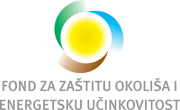 FOND ZA ZAŠTITU OKOLIŠA I
ENERGETSKU UČINKOVITOST